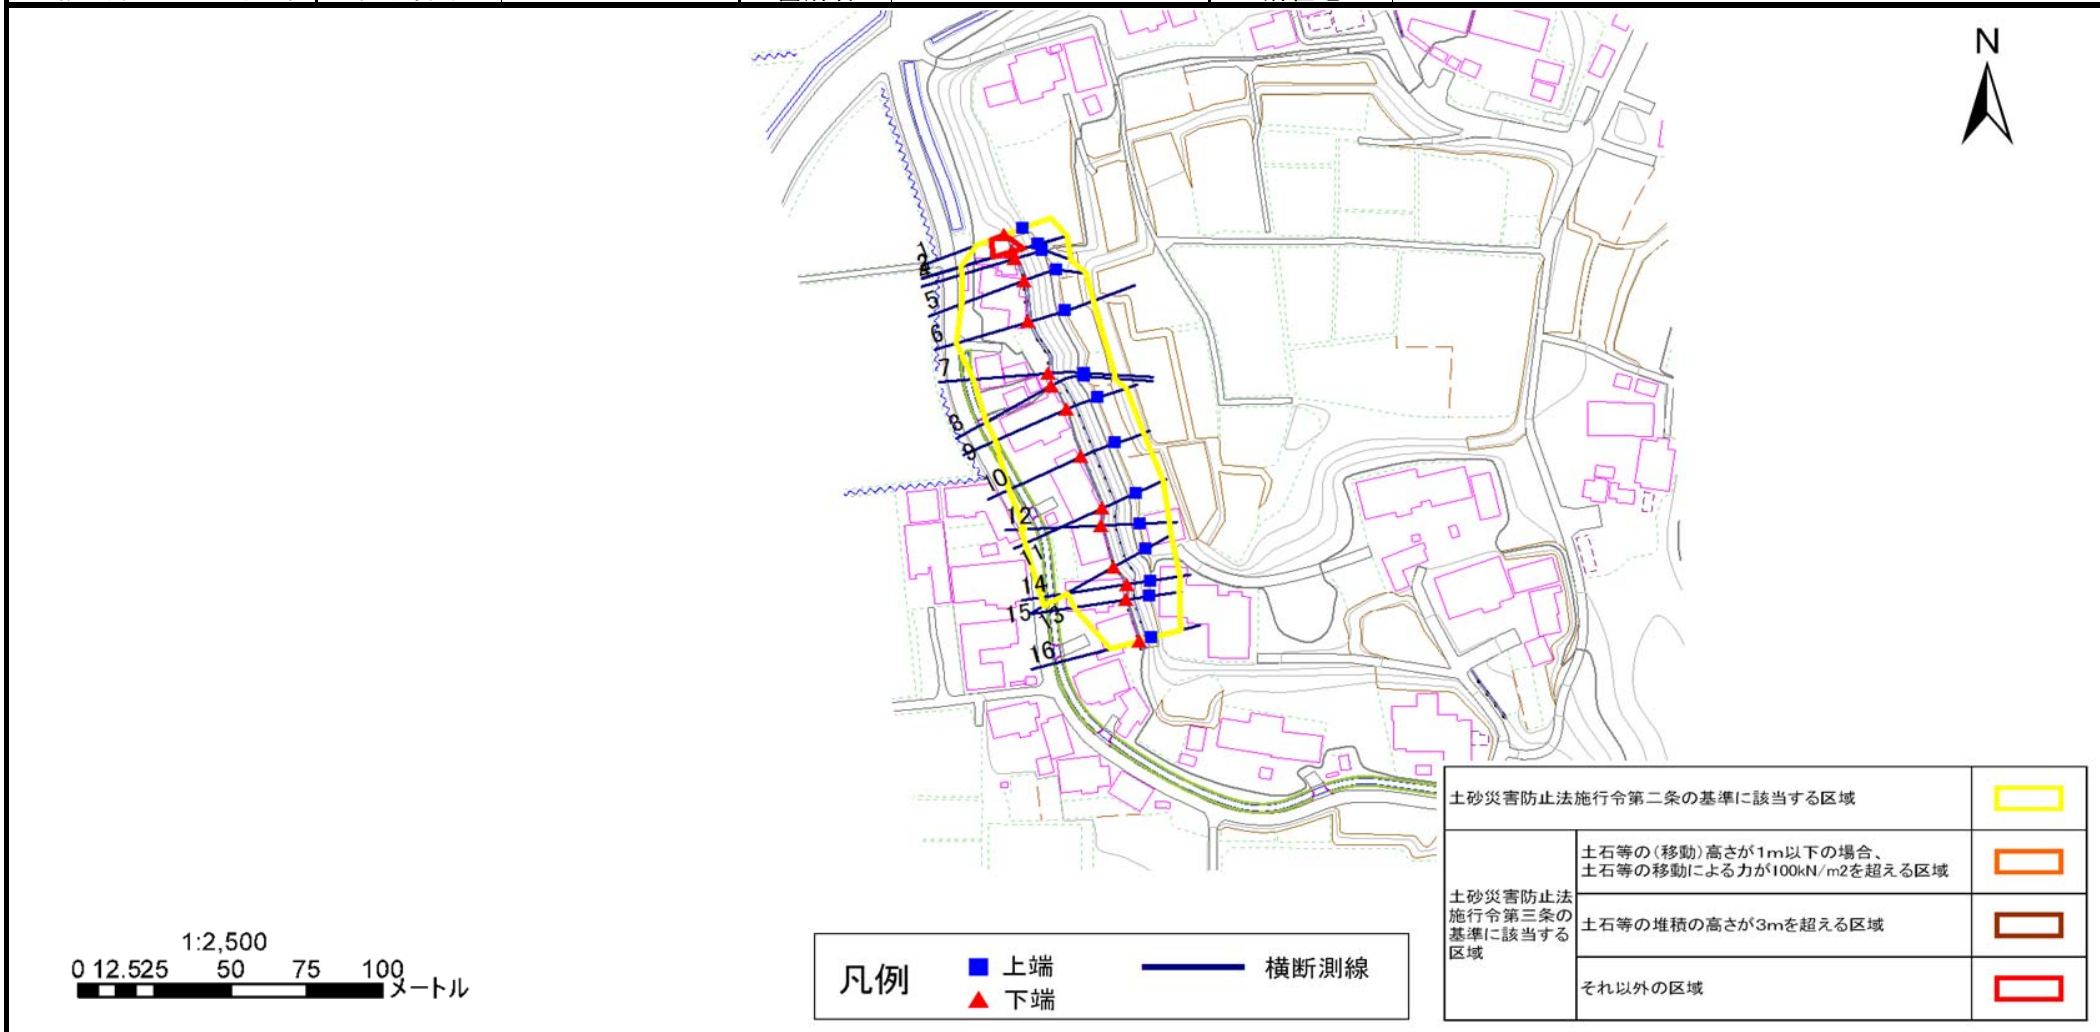 N
1
2
5
6
7
8
9
10
12
11
14
15
13
16
土砂災害防止法施行令第二条の基準に該当する区域
土砂災害防止法
施行令第三条の
基準に該当する
区域
土石等の(移動)高さが1m以下の場合、
土石等の移動による力が100kN/m2を超える区域
土石等の堆積の高さが3mを超える区域
それ以外の区域
1:2,500
0 12.525 50 75 100
メートル
凡例
上端
下端
横断測線